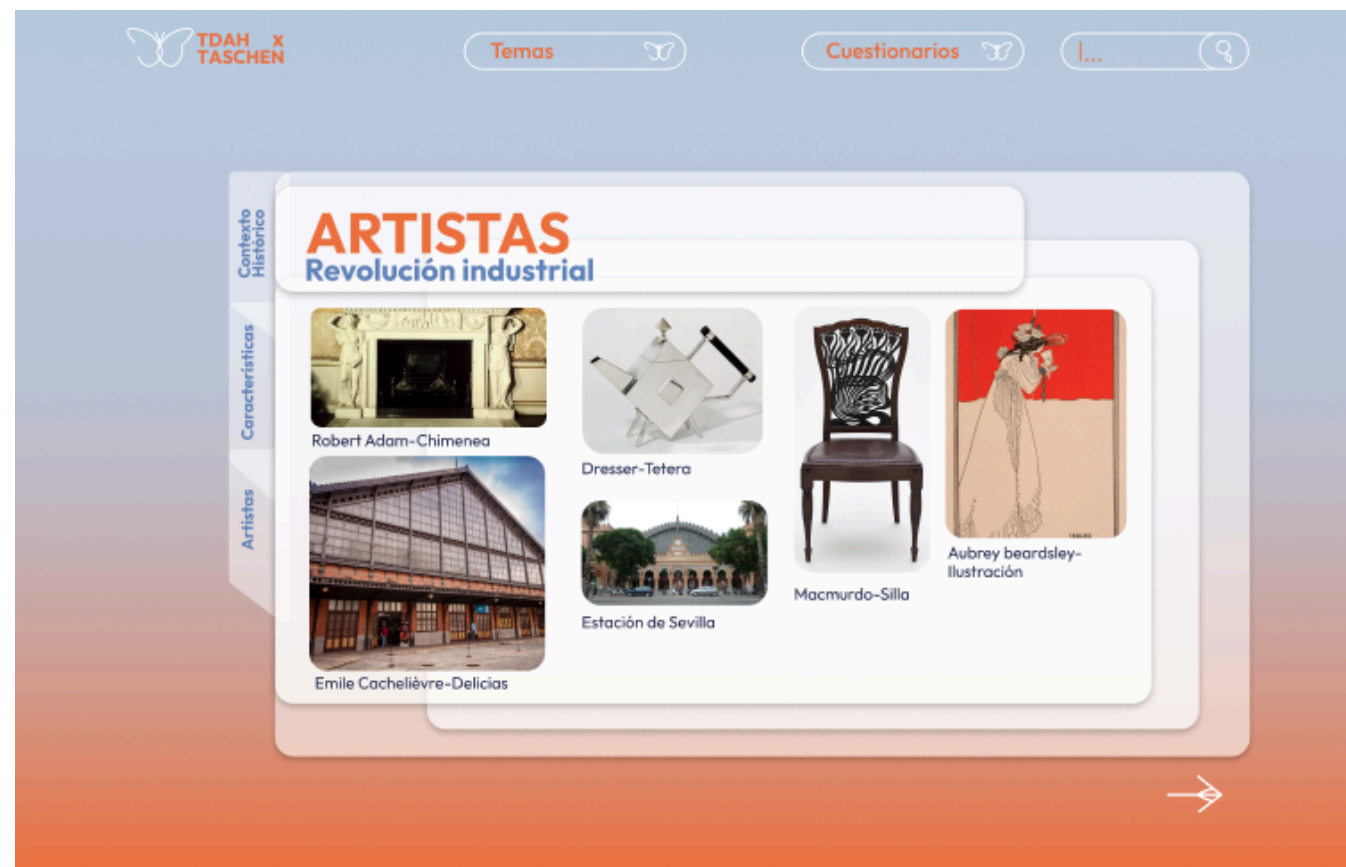 TDAH x
TASCHEN
Temas
Cuestionarios
|...
Contexto
Histórico
Características
Artistas
ARTISTAS
Revolución industrial
Robert Adam-Chimenea
Emile Cachelièvre-Delicias
Dresser-Tetera
Estación de Sevilla
Macmurdo-Silla
Aubrey beardsley-
Ilustración